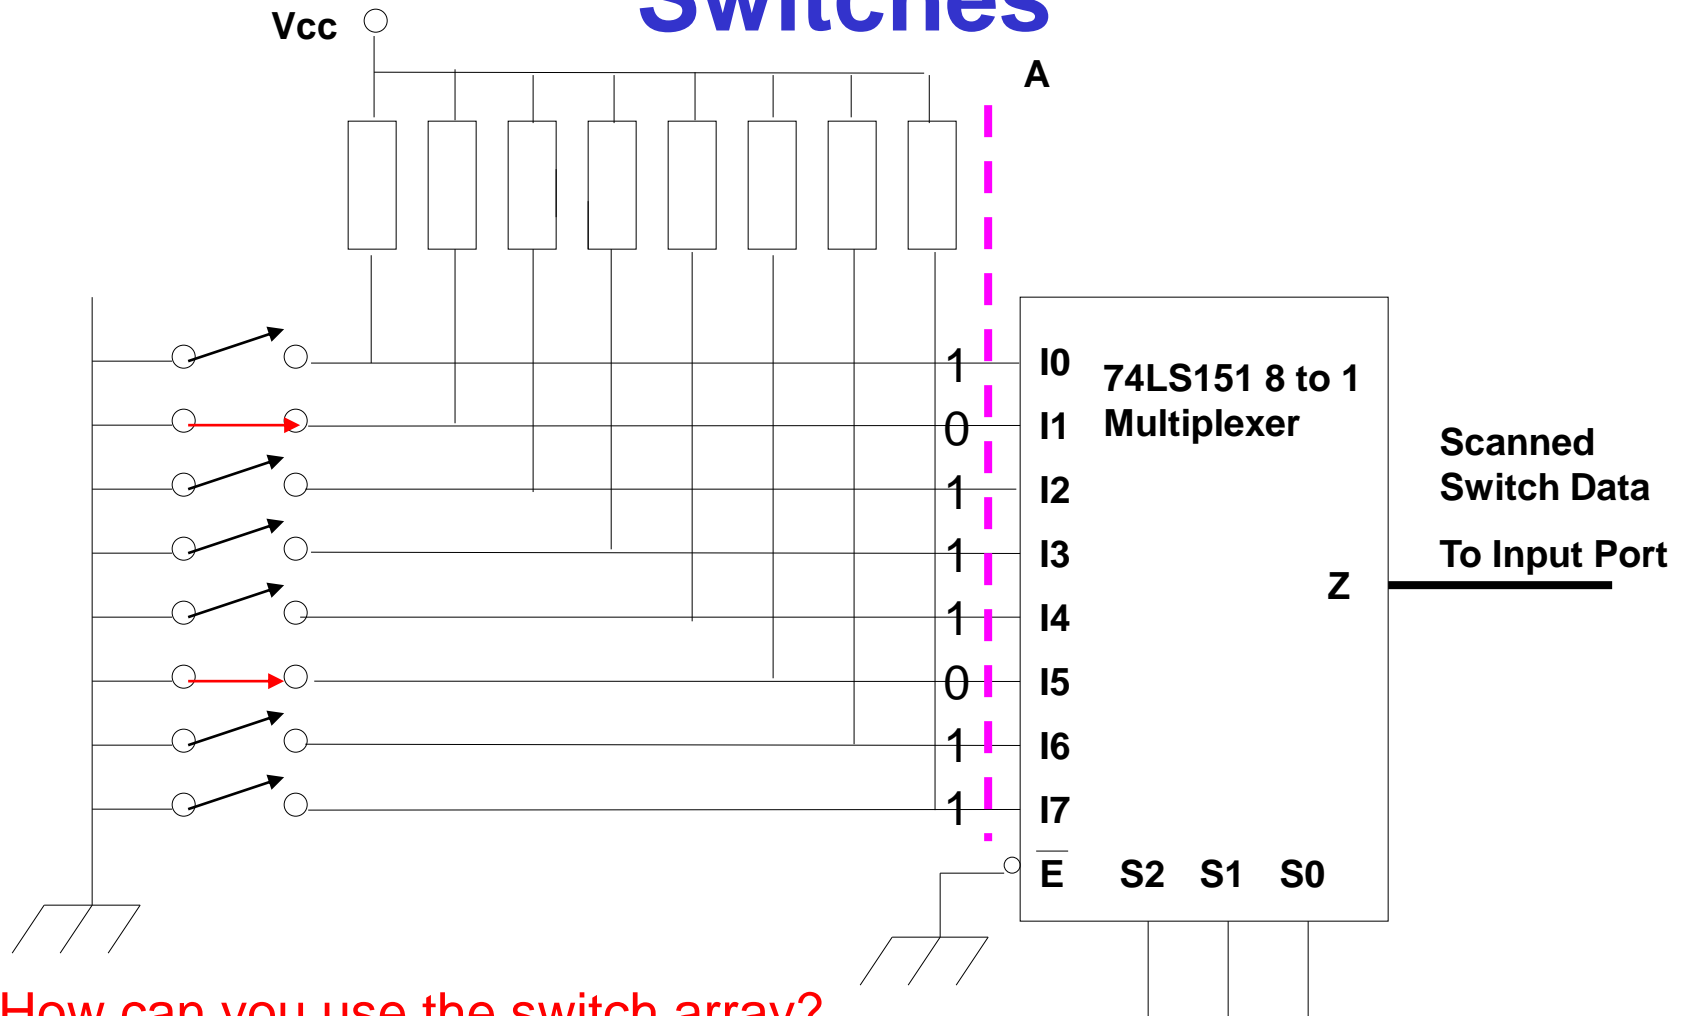 Switches
Vcc
A
1 I0
0 I1
1 I2
1 I3
1 I4
0 I5
1 I6
1 I7
74LS151 8 to 1
Multiplexer
Scanned
Switch Data
To Input Port
Z
E S2 S1 S0
How can you use the switch array?